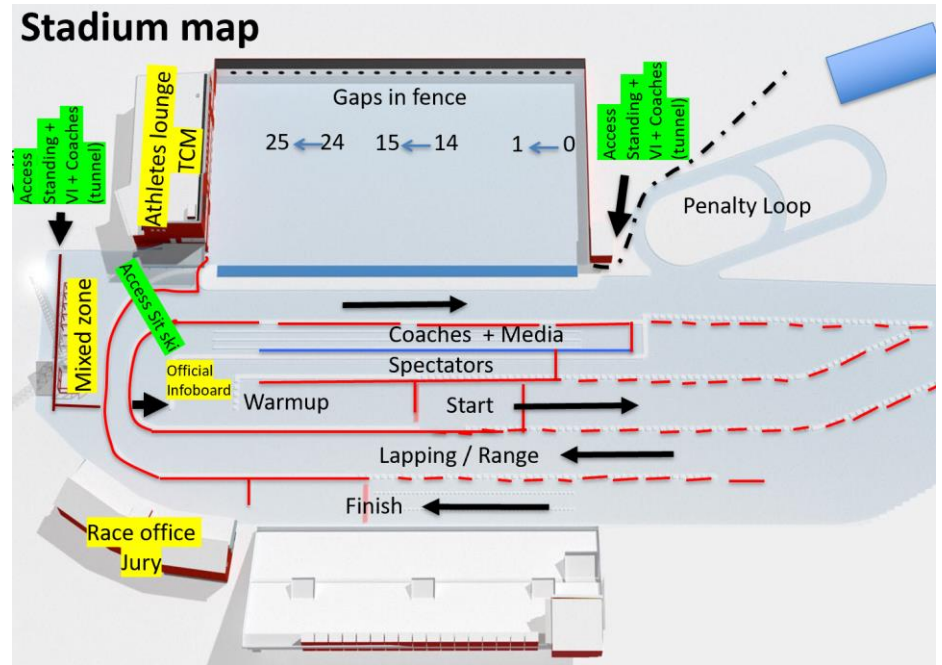 Stadium map
Access
Standing +
VI + Coaches
(tunnel)
Athletes lounge
TCM
Gaps in fence
25 24 15 14 1 0
Access
Standing +
VI + Coaches
(tunnel)
Penalty Loop
Mixed zone
Access Sit ski
Coaches + Media
Spectators
Official
Infoboard
Warmup
Start
Lapping / Range
Finish
Race office
Jury